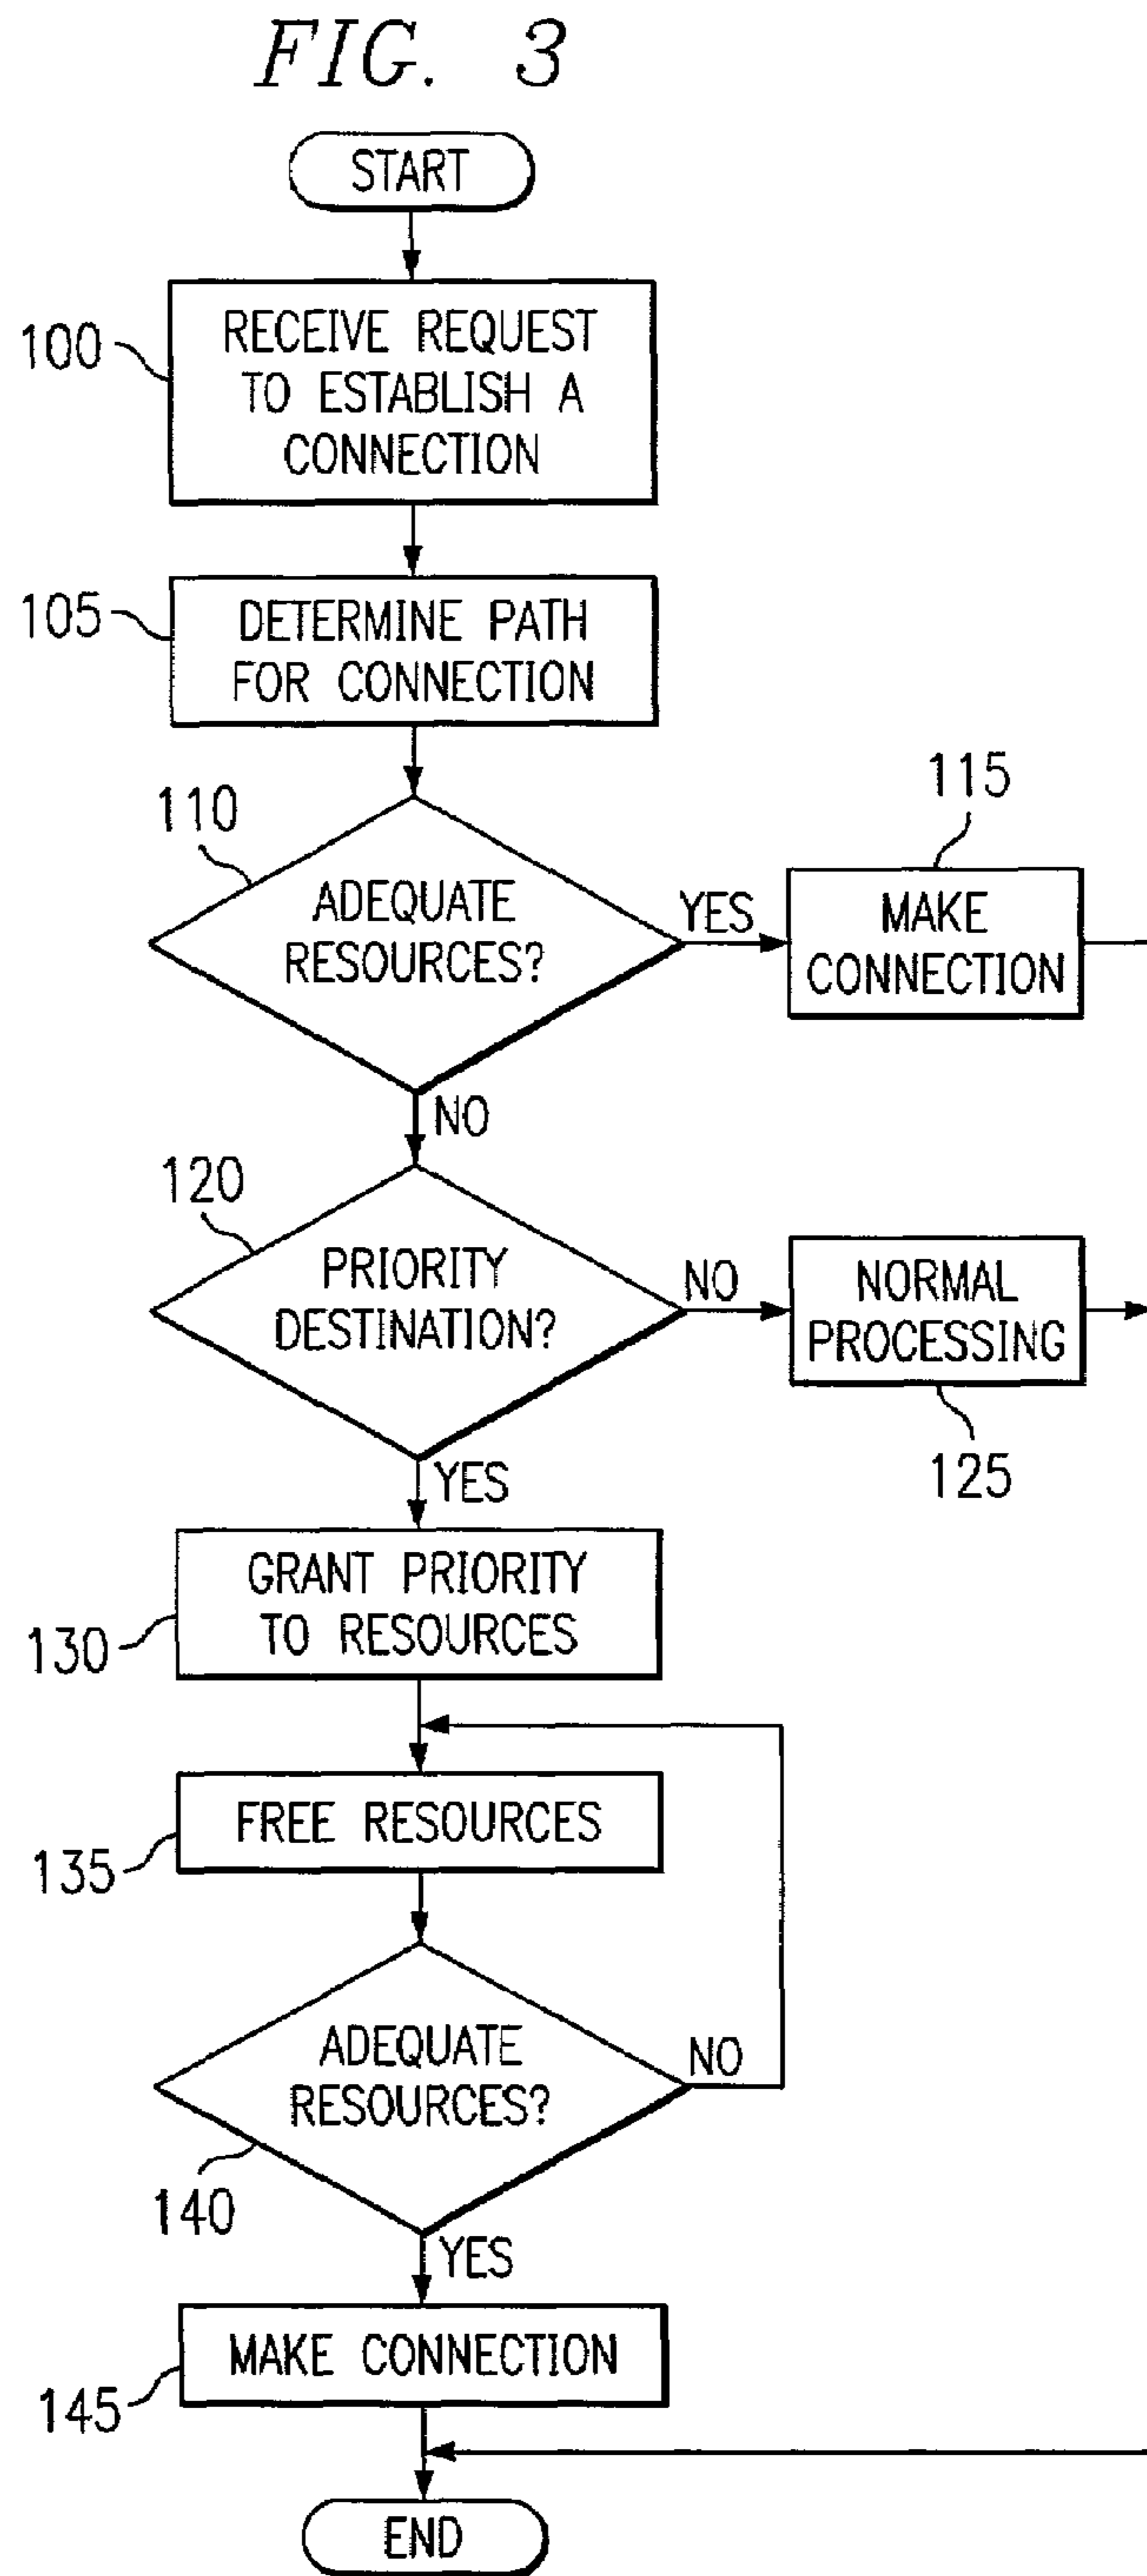 FIG. 3
START
100
RECEIVE REQUEST
TO ESTABLISH A
CONNECTION
105
DETERMINE PATH
FOR CONNECTION
110
ADEQUATE
RESOURCES?
YES
115
MAKE
CONNECTION
NO
120
PRIORITY
DESTINATION?
NO
NORMAL
PROCESSING
125
YES
GRANT PRIORITY
TO RESOURCES
130
FREE RESOURCES
135
ADEQUATE
RESOURCES?
NO
140
YES
MAKE CONNECTION
145
END